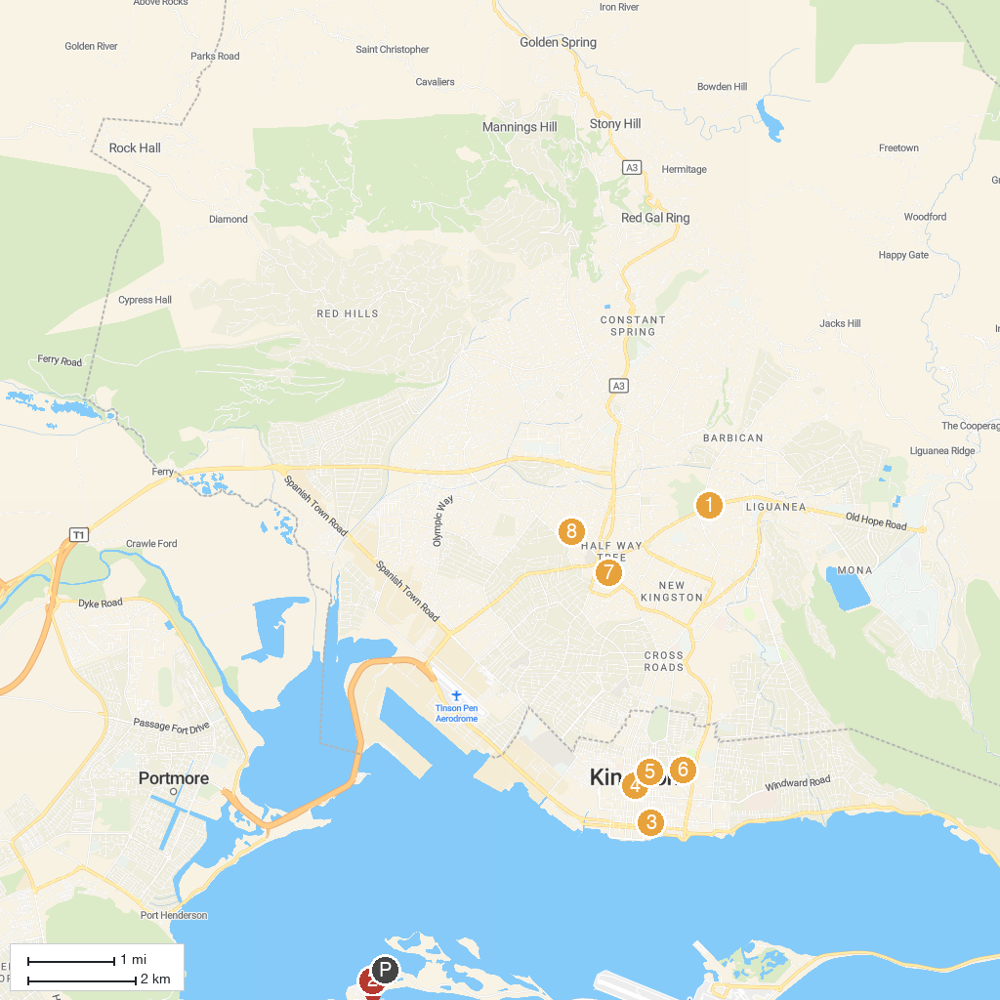 Above Rocks
Iron River
Golden River
Saint Christopher
Golden Spring
Parks Road
Cavaliers
Bowden Hill
Mannings Hill
Stony Hill
Rock Hall
Freetown
A3
Hermitage
Diamond
Red Gal Ring
Woodford
Happy Gate
Cypress Hall
RED HILLS
CONSTANT
SPRING
Jacks Hill
Ferry Road
A3
The Cooperag
BARBICAN
Liguanea Ridge
Ferry
Spanish Town Road
Olympic Way
1
LIGUANEA
Old Hope Road
T1
Crawle Ford
8
HALF WAY
TREE
7
MONA
Spanish Town Road
Dyke Road
NEW
KINGSTON
CROSS
ROADS
Tinson Pen
Aerodrome
Passage Fort Drive
Portmore
Kingston
5
6
4
Windward Road
3
Port Henderson
1 mi
2 km
P